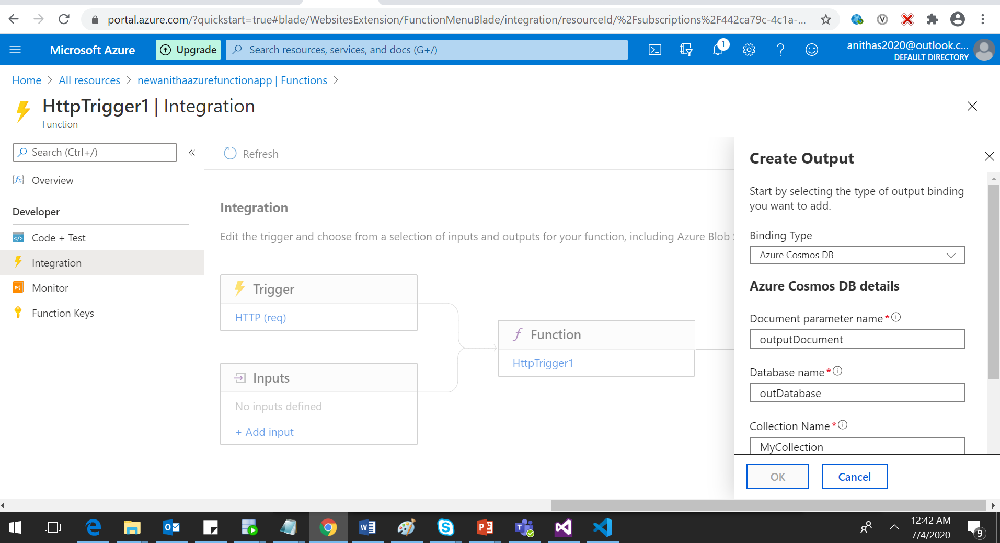 portal.azure.com/?quickstart=true#blade/WebsitesExtension/FunctionMenuBlade/integration/resourceId/%2Fsubscriptions%2F442ca79c-4c1a-...
Microsoft Azure
Upgrade
Search resources, services, and docs (G+/)
1
anithas2020@outlook.c...
DEFAULT DIRECTORY
Home > All resources > newanithaazurefunctionapp | Functions >
HttpTrigger1 | Integration
Function
Search (Ctrl+/)
«
Overview
Developer
Code + Test
Integration
Monitor
Function Keys
Refresh
Integration
Edit the trigger and choose from a selection of inputs and outputs for your function, including Azure Blob
Trigger
HTTP (req)
Inputs
No inputs defined
+ Add input
Function
HttpTrigger1
Create Output
Start by selecting the type of output binding
you want to add.
Binding Type
Azure Cosmos DB
Azure Cosmos DB details
Document parameter name *
outputDocument
Database name *
outDatabase
Collection Name *
MyCollection
OK
Cancel
12:42 AM
7/4/2020
9